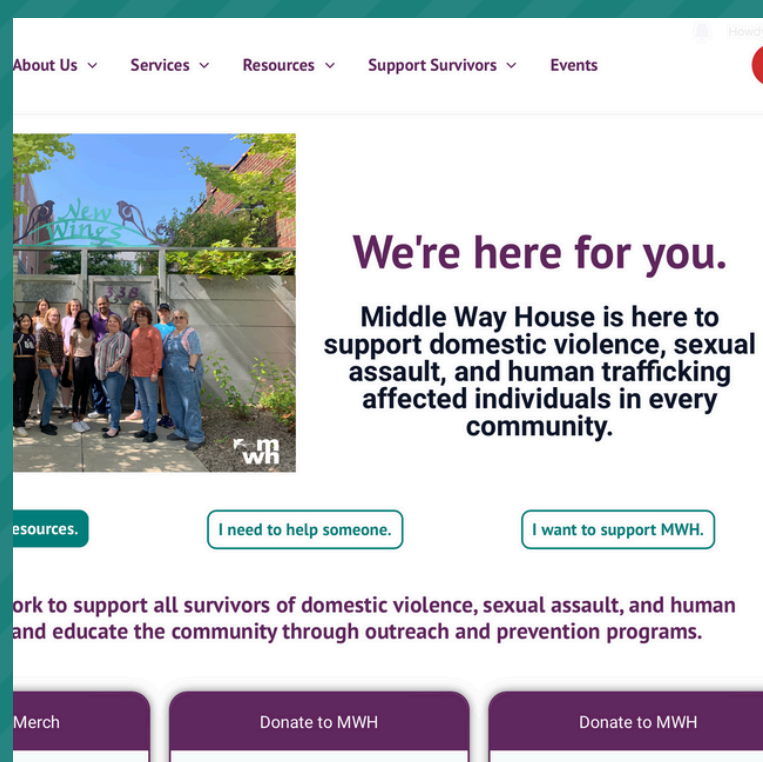 Howdy
About Us
Services
Resources
Support Survivors
Events
New
Wings
338
mwh
We're here for you.
Middle Way House is here to
support domestic violence, sexual
assault, and human trafficking
affected individuals in every
community.
esources.
I need to help someone.
I want to support MWH.
ork to support all survivors of domestic violence, sexual assault, and human
and educate the community through outreach and prevention programs.
Merch
Donate to MWH
Donate to MWH